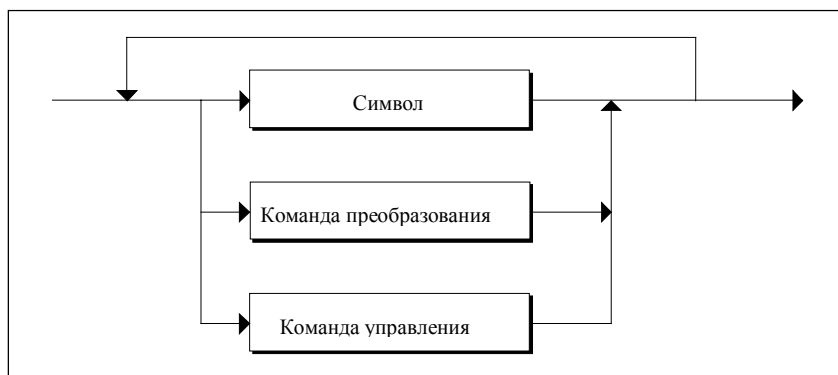 Символ
Команда преобразования
Команда управления